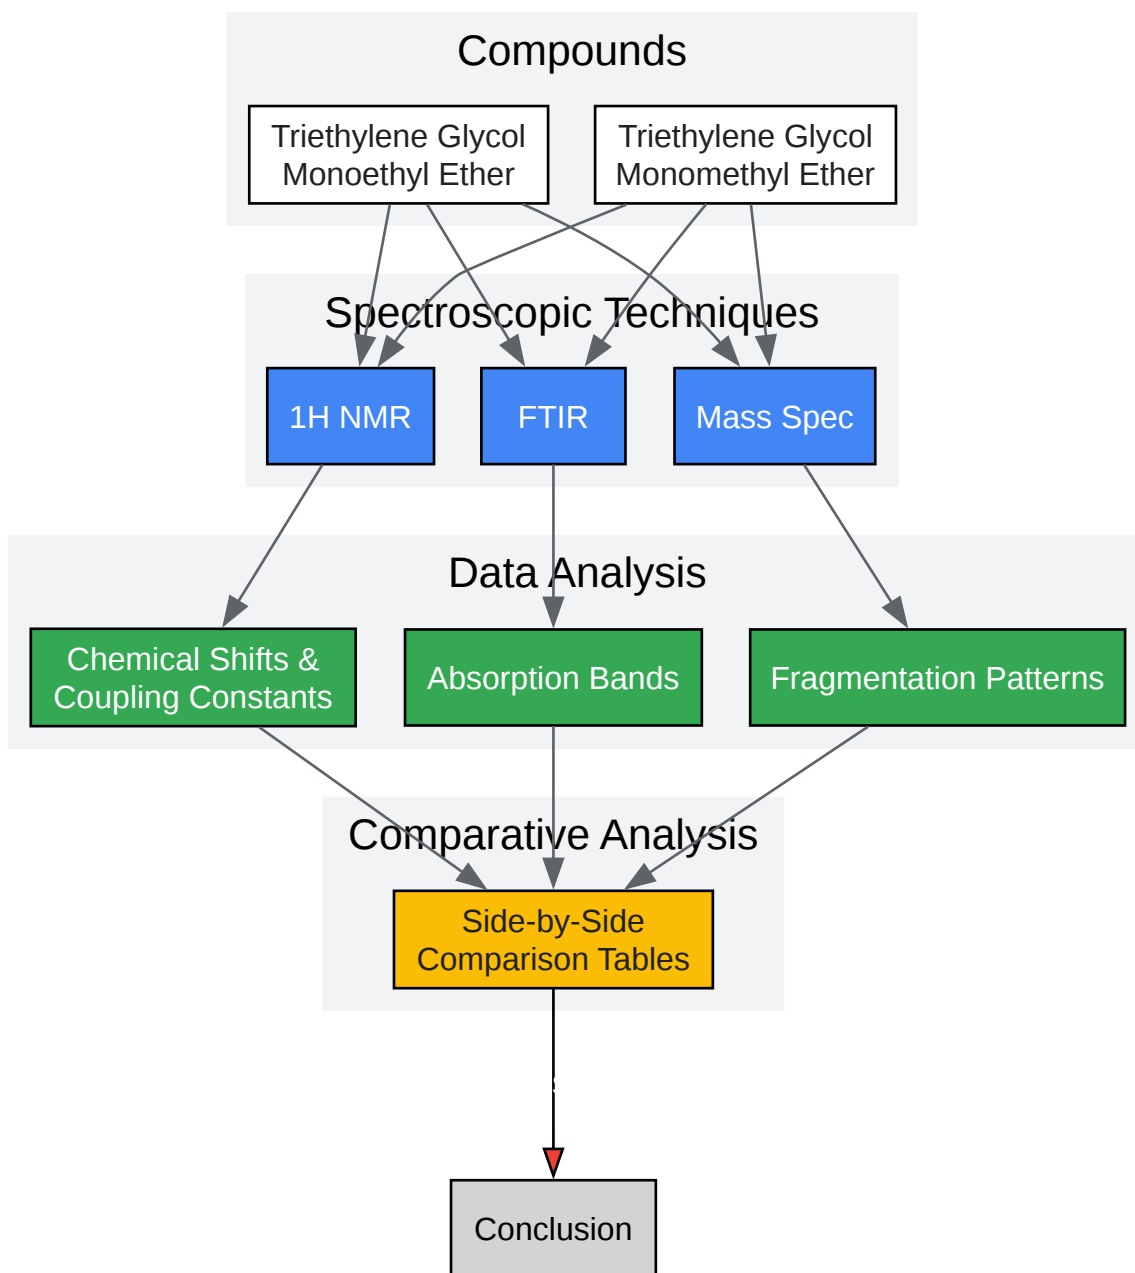 Compounds
Triethylene Glycol
Monoethyl Ether
Triethylene Glycol
Monomethyl Ether
Spectroscopic Techniques
1H NMR
FTIR
Mass Spec
Data Analysis
Chemical Shifts &
Coupling Constants
Absorption Bands
Fragmentation Patterns
Comparative Analysis
Side-by-Side
Comparison Tables
Conclusion